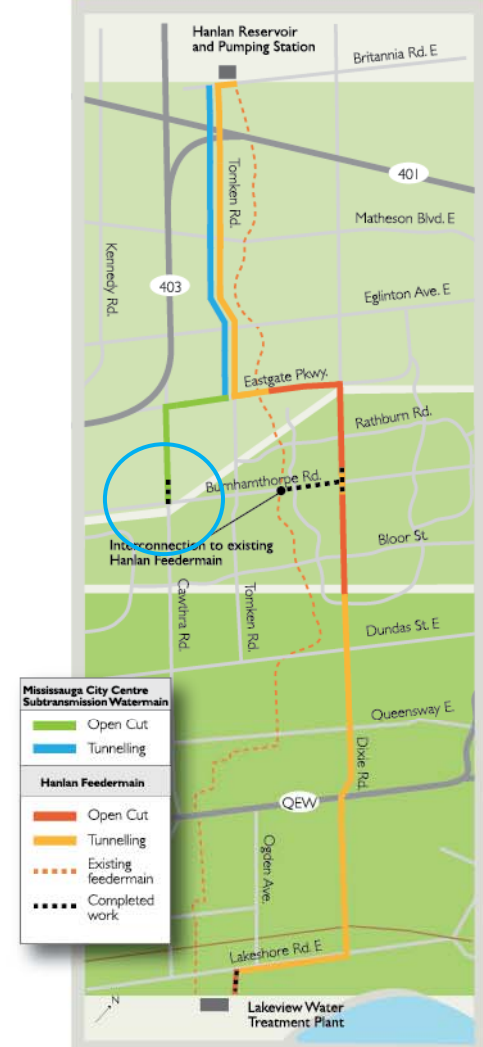 Hanlan Reservoir
and Pumping Station
Britannia Rd. E
401
Tomken Rd.
Matheson Blvd. E
Kennedy Rd.
403
Eglinton Ave. E
Eastgate Pkwy.
Rathburn Rd.
Burnhamthorpe Rd.
Interconnection to existing
Hanlan Feedermain
Bloor St.
Cawthra Rd.
Tomken Rd.
Dundas St. E
Mississauga City Centre
Subtransmission Watermain
Open Cut
Tunnelling
Hanlan Feedermain
Open Cut
Tunnelling
Existing
feedermain
Completed
work
Queensway E.
Dixie Rd.
QEW
Ogden Ave.
Lakeshore Rd. E
N
Lakeview Water
Treatment Plant